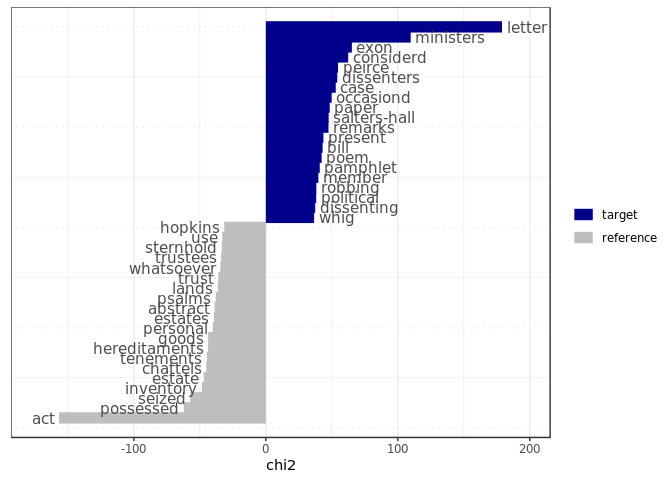 letter
ministers
exon
considerd
peirce
dissenters
case
occasiond
paper
salters-hall
remarks
present
bill
poem
pamphlet
member
robbing
political
dissenting
whig
hopkins
use
sternhold
trustees
whatsoever
trust
lands
psalms
abstract
estates
personal
goods
hereditaments
tenements
chattels
estate
inventory
seized
possessed
act
-100 0 100 200
chi2
target
reference